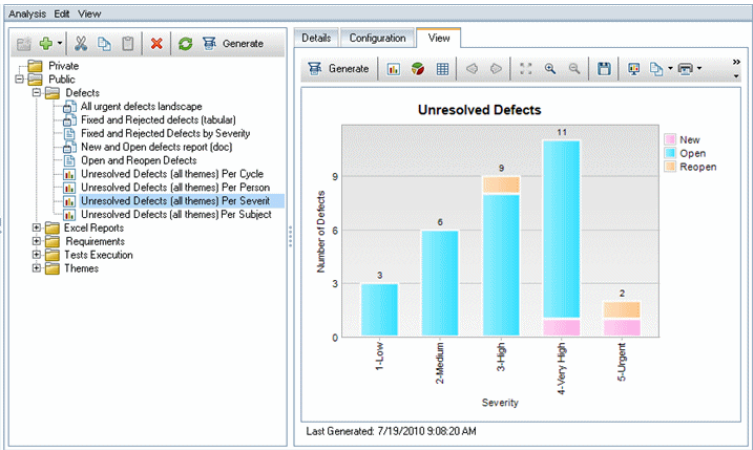 Analysis Edit View
Generate
Private
Public
Defects
All urgent defects landscape
Fixed and Rejected defects (tabular)
Fixed and Rejected Defects by Severity
New and Open defects report (doc)
Open and Reopen Defects
Unresolved Defects (all themes) Per Cycle
Unresolved Defects (all themes) Per Person
Unresolved Defects (all themes) Per Severit
Unresolved Defects (all themes) Per Subject
Excel Reports
Requirements
Tests Execution
Themes
Details Configuration View
Generate
Unresolved Defects
11
9
6
3
2
New
Open
Reopen
Number of Defects
9
6
3
0
1-Low
2-Medium
3-High
4-Very High
5-Urgent
Severity
Last Generated: 7/19/2010 9:08:20 AM